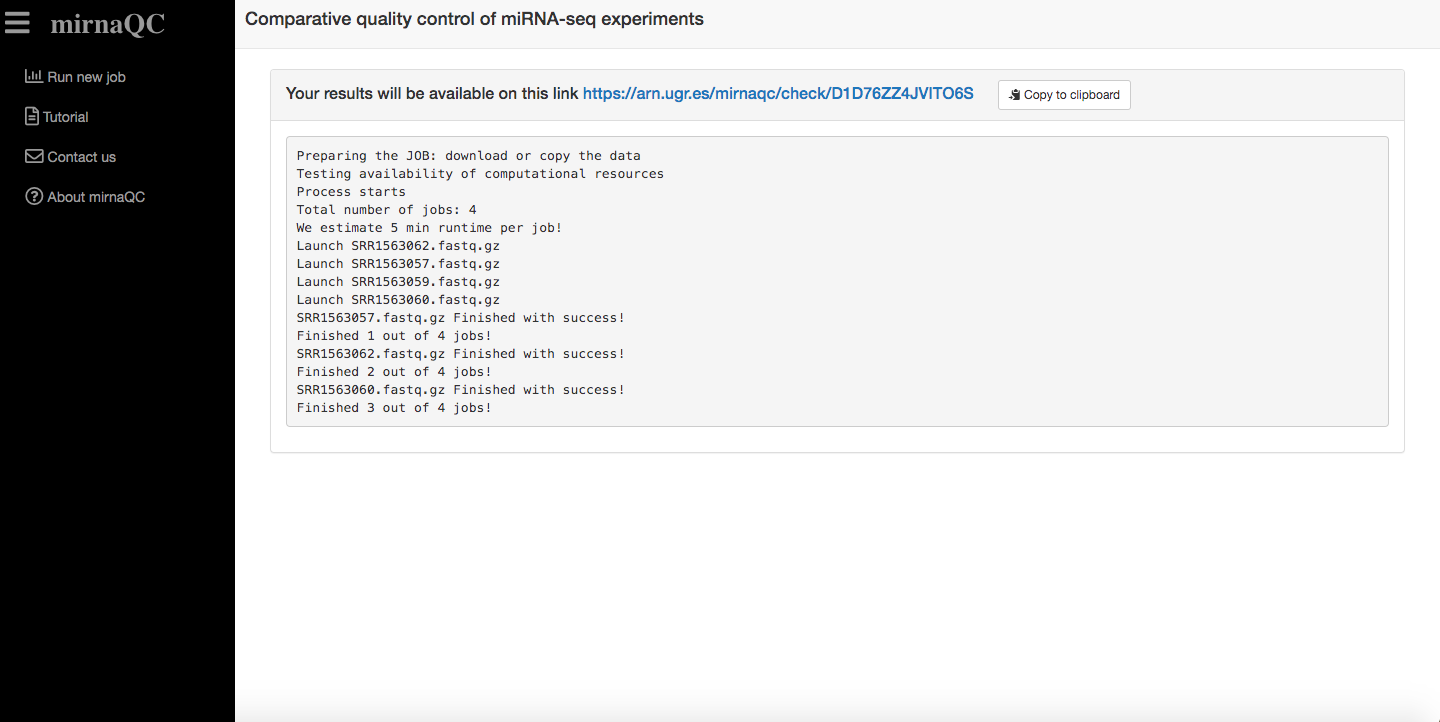 mirnaQC
Run new job
Tutorial
Contact us
About mirnaQC
Comparative quality control of miRNA-seq experiments
Your results will be available on this link https://arn.ugr.es/mirnaqc/check/D1D76ZZ4JVITO6S
Copy to clipboard
Preparing the JOB: download or copy the data
Testing availability of computational resources
Process starts
Total number of jobs: 4
We estimate 5 min runtime per job!
Launch SRR1563062.fastq.gz
Launch SRR1563057.fastq.gz
Launch SRR1563059.fastq.gz
Launch SRR1563060.fastq.gz
SRR1563057.fastq.gz Finished with success!
Finished 1 out of 4 jobs!
SRR1563062.fastq.gz Finished with success!
Finished 2 out of 4 jobs!
SRR1563060.fastq.gz Finished with success!
Finished 3 out of 4 jobs!